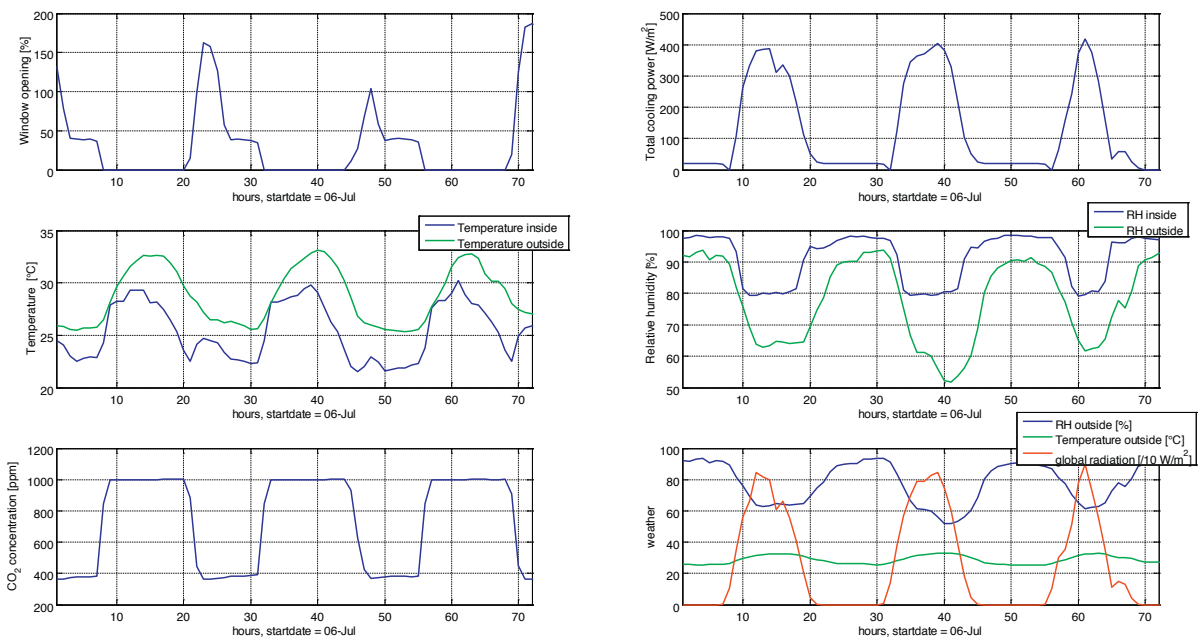 Window opening [%]
200
150
100
50
0
10 20 30 40 50 60 70
hours, startdate = 06-Jul
Total cooling power [W/m²]
500
400
300
200
100
0
10 20 30 40 50 60 70
hours, startdate = 06-Jul
Temperature inside
Temperature outside
Temperature [°C]
35
30
25
20
10 20 30 40 50 60 70
hours, startdate = 06-Jul
RH inside
RH outside
Relative humidity [%]
100
90
80
70
60
50
10 20 30 40 50 60 70
hours, startdate = 06-Jul
CO₂ concentration [ppm]
1200
1000
800
600
400
200
10 20 30 40 50 60 70
hours, startdate = 06-Jul
RH outside [%]
Temperature outside [°C]
global radiation [/10 W/m²]
weather
100
80
60
40
20
0
10 20 30 40 50 60 70
hours, startdate = 06-Jul